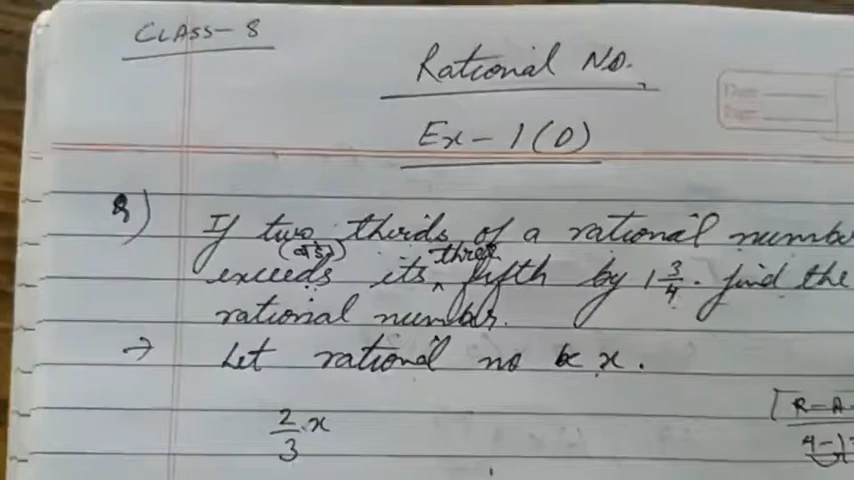 CLASS- 8
Rational No.
Ex - 1 (D)
If two thirds of a rational
(बड़ा) three
exceeds its ^ fifth by 1 3/4. find the
rational number.
→ Let rational no be x.
2/3 . x